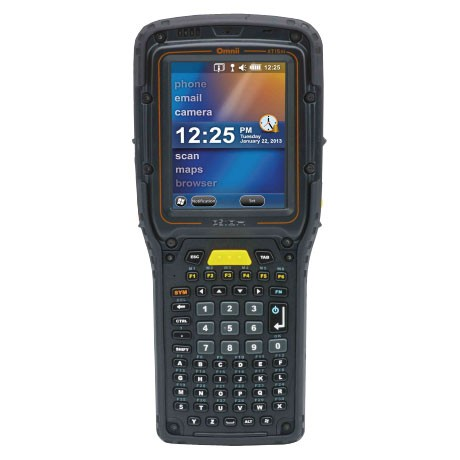 Omnii
12:25
phone
email
camera
12:25 PM
Tuesday
January 22, 2013
scan
maps
browser
Notification
ESC
TAB
F1 F2 F3 F4 F5 F6
SYM
FN
1 2 3
CTRL
4 5 6
SHIFT
7 8 9 0
A B C D E F
G H I J K L
M N O P Q R
S T U V W X
Y Z ALT